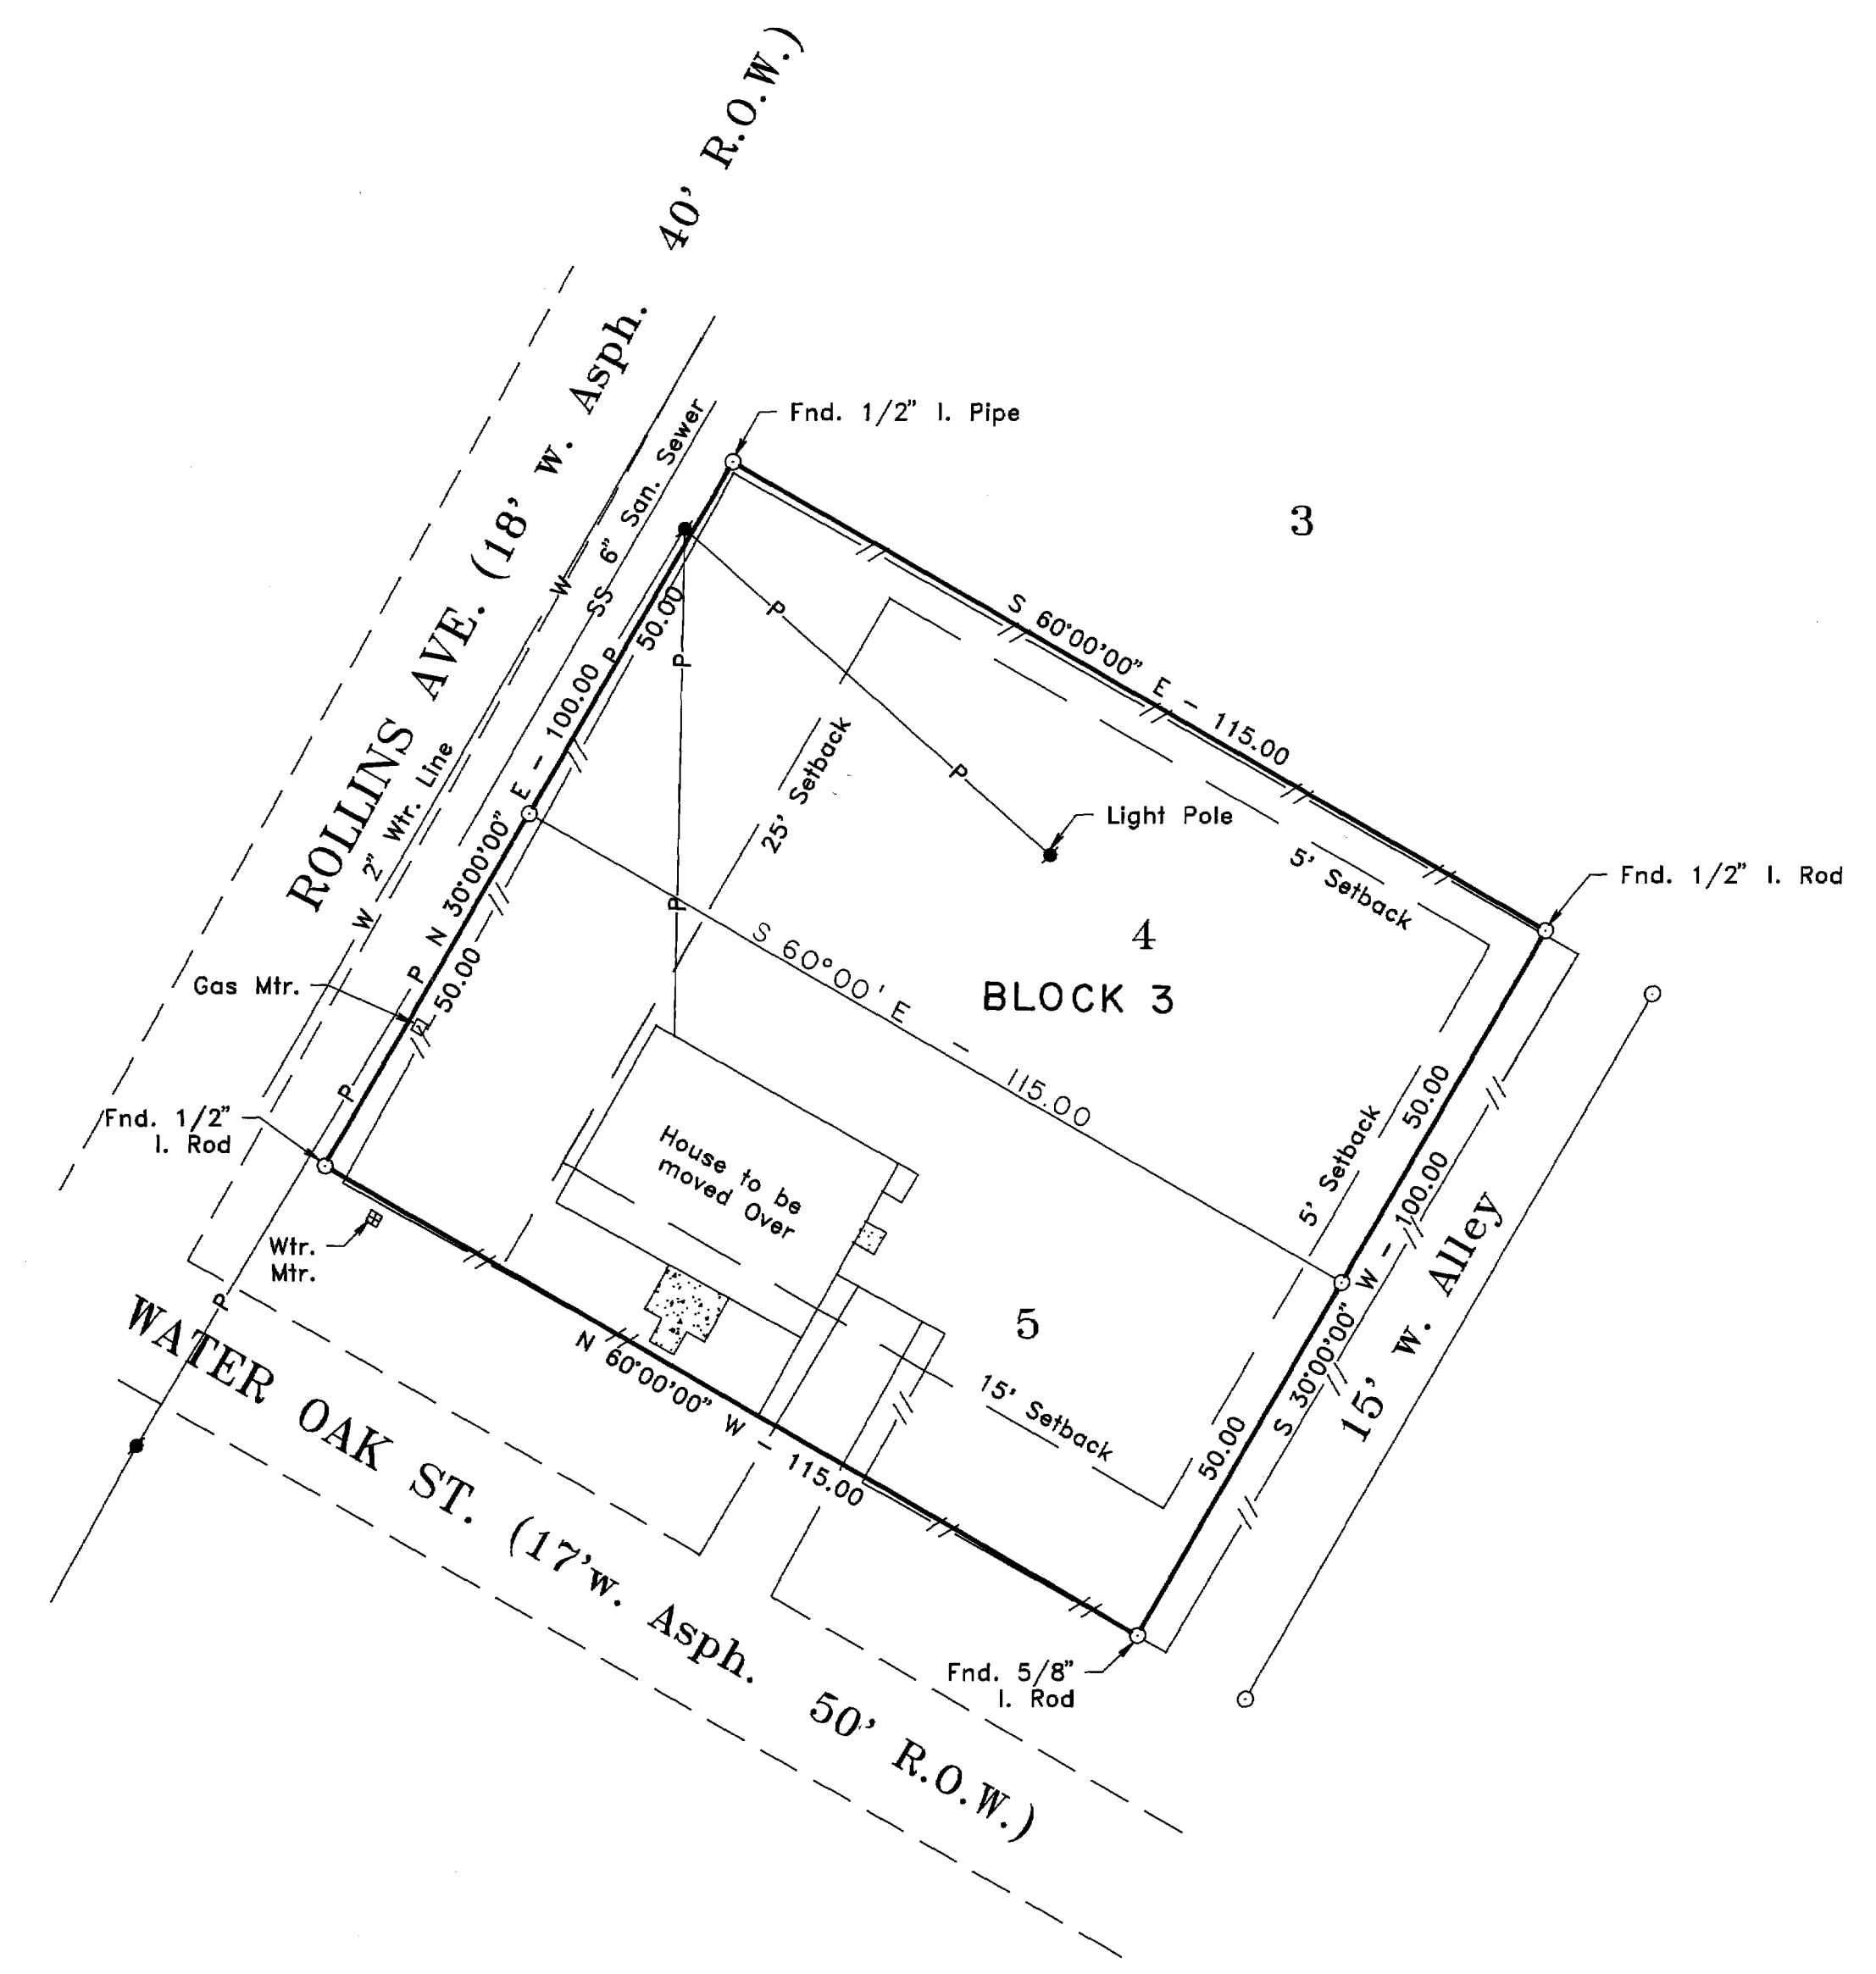 ROLLINS AVE. (18' w. Asph. 40' R.O.W.)
Fnd. 1/2" I. Pipe
SS 6" San. Sewer
W
W 2" Wtr. Line
3
S 60°00'00" E - 115.00
N 30°00'00" E - 100.00
50.00
50.00
P
P
P
P
P
P
P
P
25' Setback
Light Pole
5' Setback
Fnd. 1/2" I. Rod
4
BLOCK 3
S 60°00' E - 115.00
Gas Mtr.
Fnd. 1/2"
I. Rod
Wtr.
Mtr.
House to be
moved Over
5
5' Setback
50.00
50.00
S 30°00'00" W - 100.00
15' w. Alley
15' Setback
N 60°00'00" W - 115.00
WATER OAK ST. (17'w. Asph. 50' R.O.W.)
Fnd. 5/8"
I. Rod